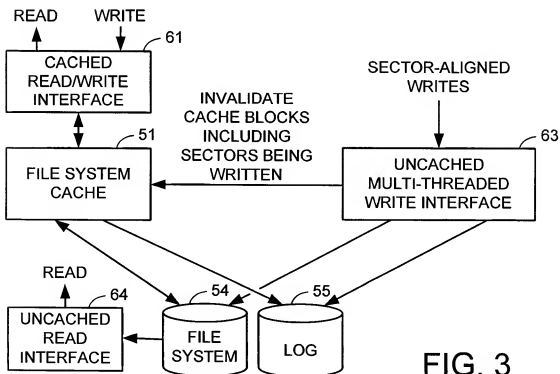 READ
WRITE
61
CACHED
READ/WRITE
INTERFACE
51
FILE SYSTEM
CACHE
INVALIDATE
CACHE BLOCKS
INCLUDING
SECTORS BEING
WRITTEN
SECTOR-ALIGNED
WRITES
63
UNCACHED
MULTI-THREADED
WRITE INTERFACE
READ
64
UNCACHED
READ
INTERFACE
54
FILE
SYSTEM
55
LOG
FIG. 3